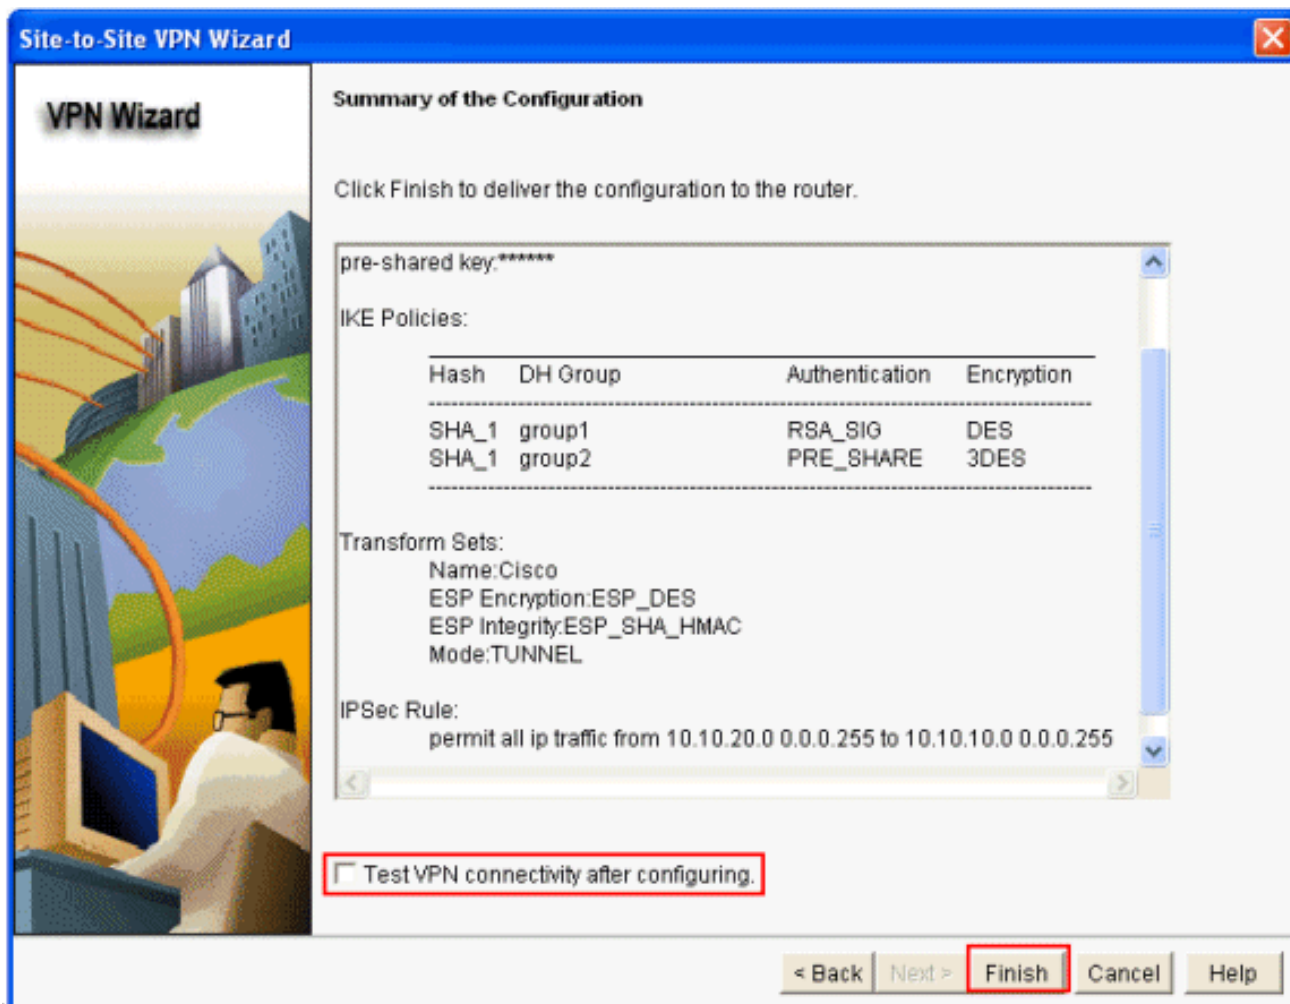 Site-to-Site VPN Wizard
VPN Wizard
Summary of the Configuration
Click Finish to deliver the configuration to the router.
pre-shared key:******
IKE Policies:
Hash DH Group Authentication Encryption
SHA_1 group1 RSA_SIG DES
SHA_1 group2 PRE_SHARE 3DES
Transform Sets:
Name:Cisco
ESP Encryption:ESP_DES
ESP Integrity:ESP_SHA_HMAC
Mode:TUNNEL
IPSec Rule:
permit all ip traffic from 10.10.20.0 0.0.0.255 to 10.10.10.0 0.0.0.255
Test VPN connectivity after configuring.
< Back Next > Finish Cancel Help